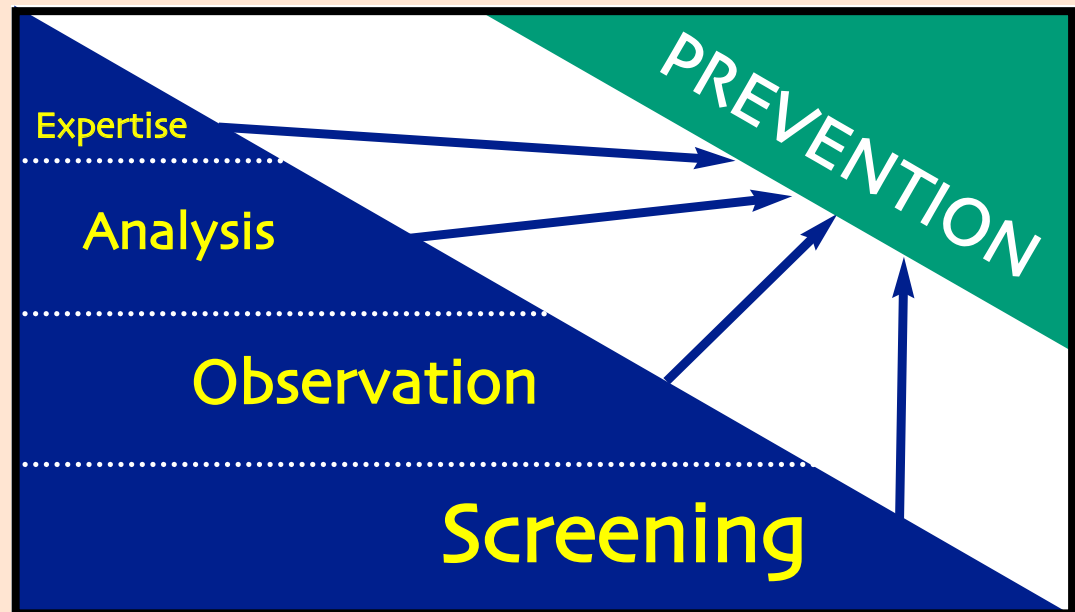 PREVENTION
Expertise
Analysis
Observation
Screening